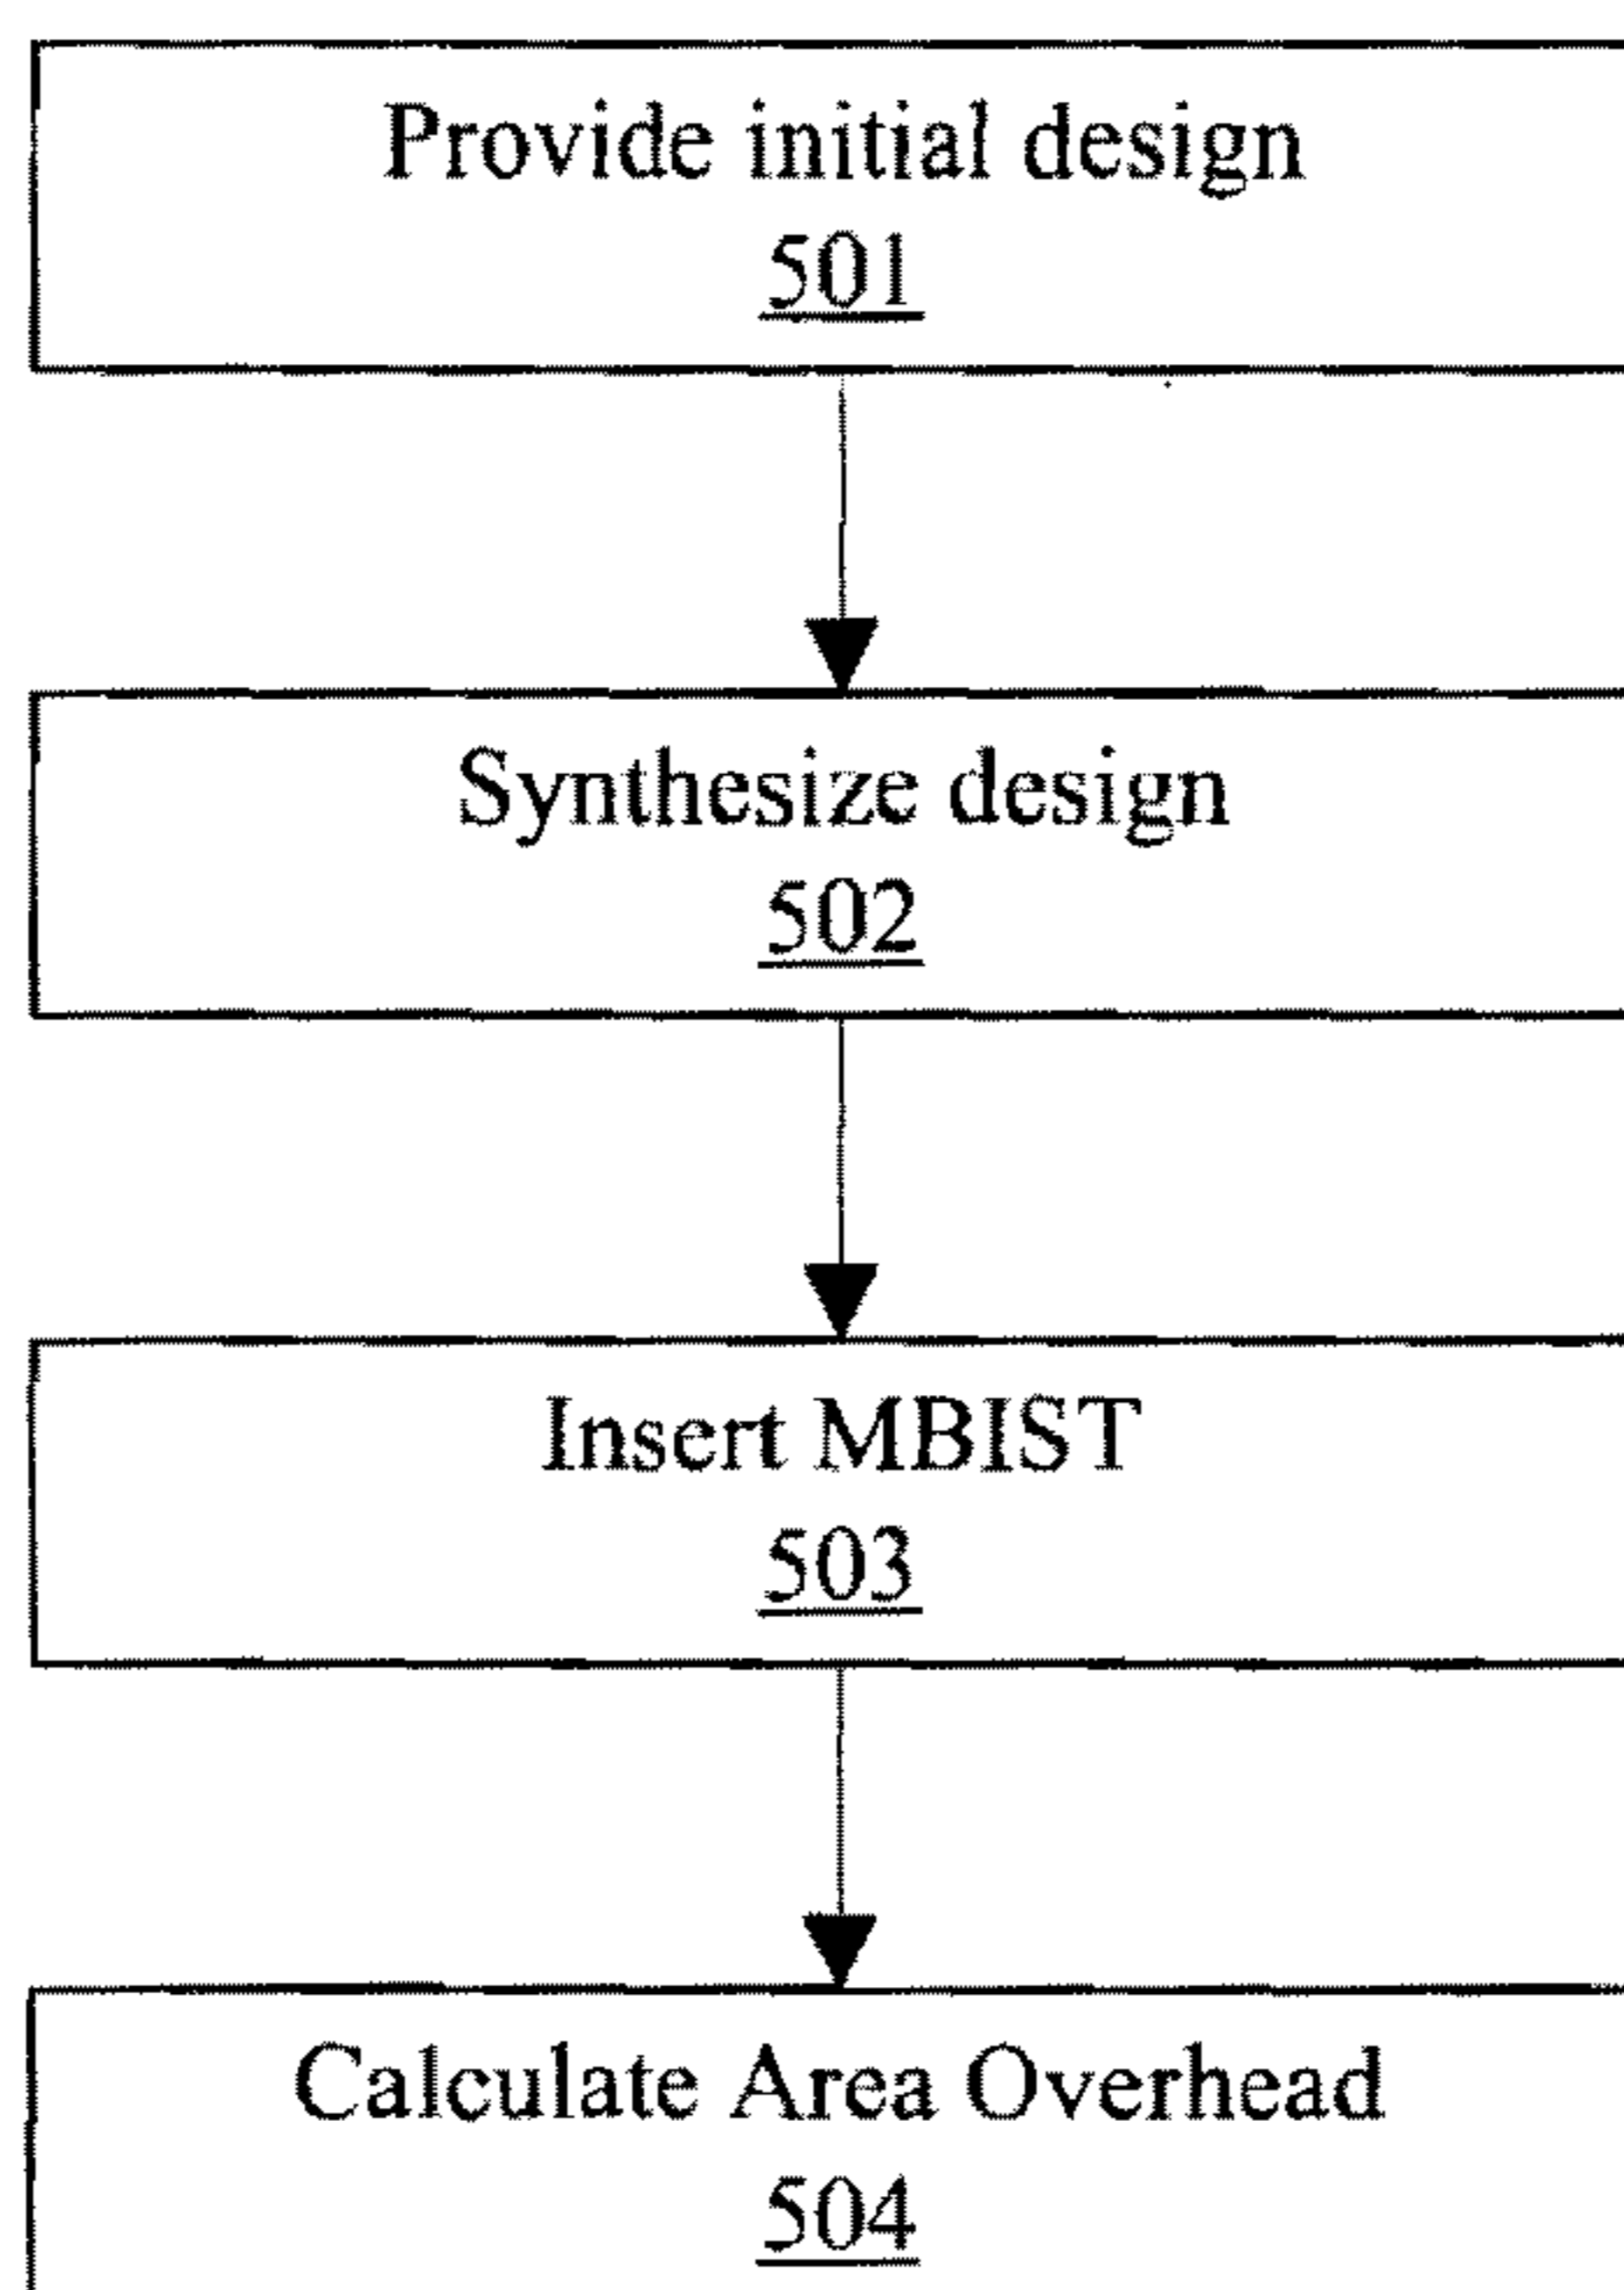 Provide initial design
501
Synthesize design
502
Insert MBIST
503
Calculate Area Overhead
504